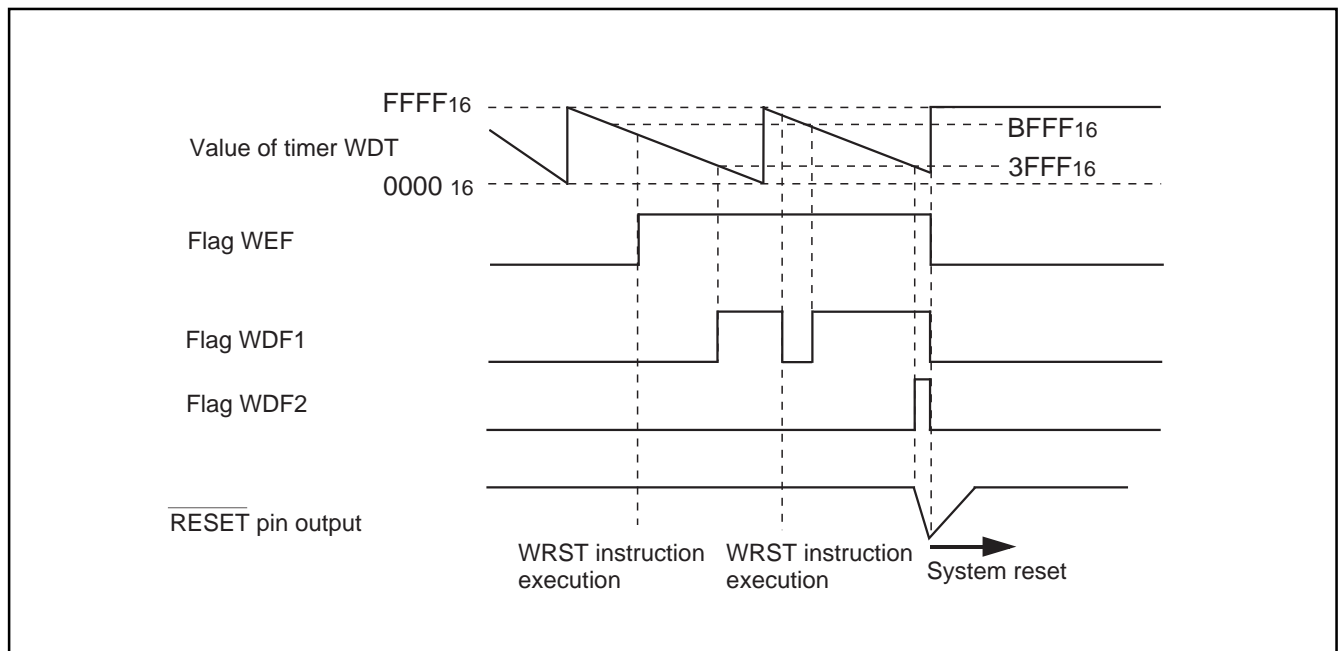 FFFF16
BFFF16
Value of timer WDT
3FFF16
0000 16
Flag WEF
Flag WDF1
Flag WDF2
RESET pin output
WRST instruction
execution
WRST instruction
execution
System reset